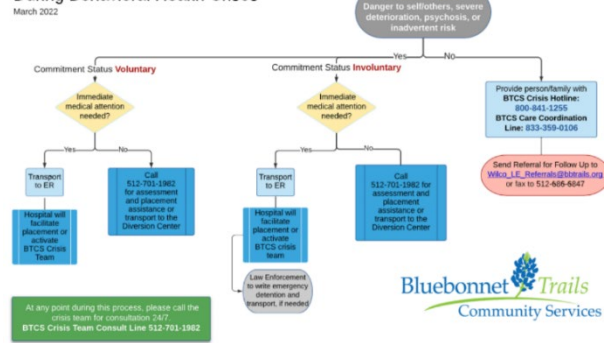 March 2022
Danger to self/others, severe
deterioration, psychosis, or
inadvertent risk
Yes
No
Commitment Status Voluntary
Commitment Status Involuntary
Immediate
medical attention
needed?
Immediate
medical attention
needed?
Provide person/family with
BTCS Crisis Hotline:
800-841-1255
BTCS Care Coordination
Line: 833-359-0106
Yes
No
Yes
No
Transport
to ER
Call
512-701-1982
for assessment
and placement
assistance or
transport to the
Diversion Center
Transport
to ER
Call
512-701-1982 for
assessment and
placement
assistance or
transport to the
Diversion Center
Send Referral for Follow Up to
Wilco_LE_Referrals@bbtrails.org
or fax to
Hospital will
facilitate
placement or
activate
BTCS Crisis
Team
Hospital will
facilitate
placement or
activate
BTCS crisis
team
Law Enforcement
to write emergency
detention and
transport, if needed
Bluebonnet Trails
Community Services
At any point during this process, please call the
crisis team for consultation 24/7.
BTCS Crisis Team Consult Line 512-701-1982